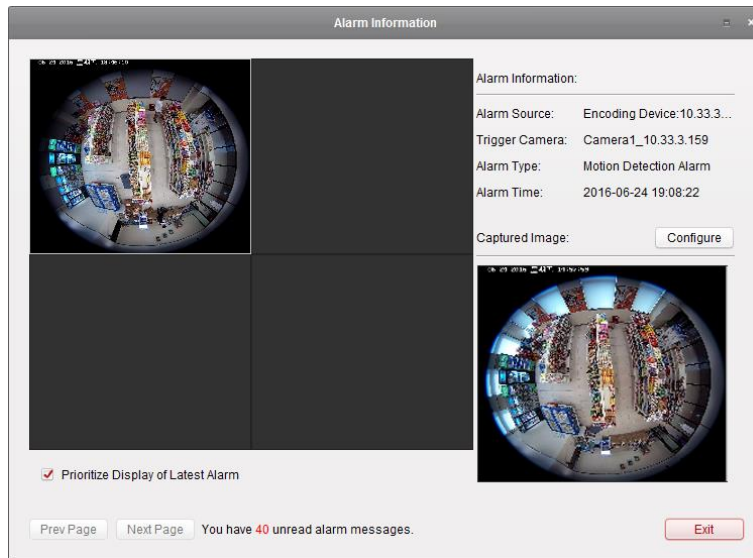 Alarm Information
Alarm Information:
Alarm Source: Encoding Device:10.33.3...
Trigger Camera: Camera1_10.33.3.159
Alarm Type: Motion Detection Alarm
Alarm Time: 2016-06-24 19:08:22
Captured Image: Configure
Prioritize Display of Latest Alarm
Prev Page Next Page You have 40 unread alarm messages. Exit